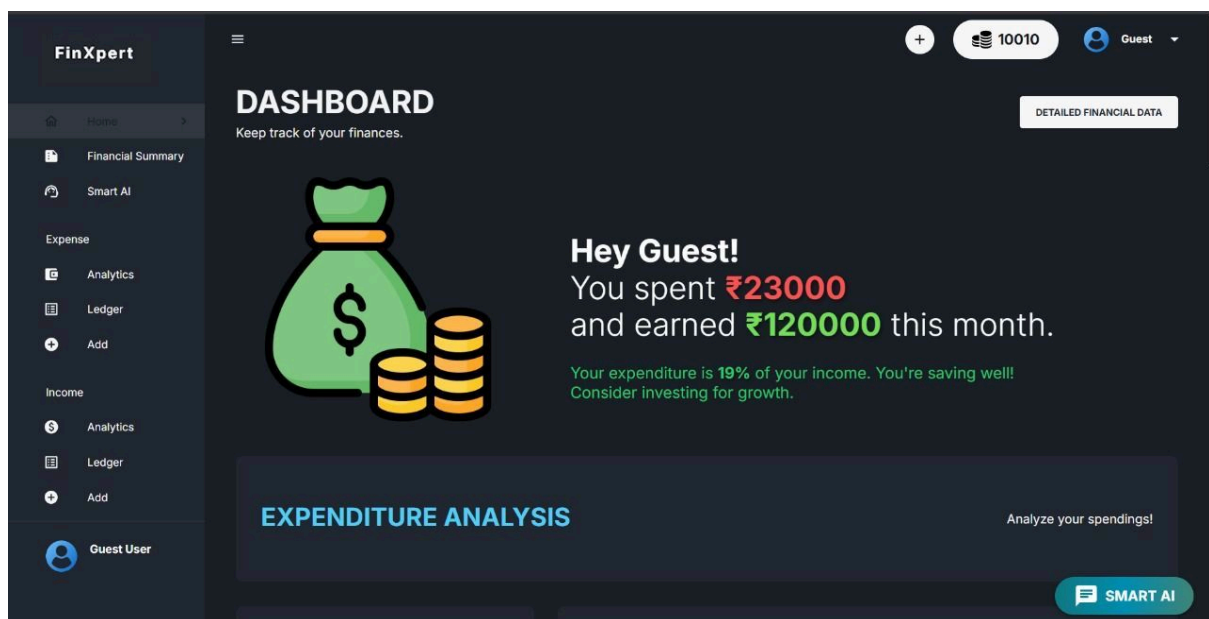 FinXpert
10010
Guest
DASHBOARD
Keep track of your finances.
DETAILED FINANCIAL DATA
Home
Financial Summary
Smart AI
Expense
Analytics
Ledger
Add
Income
Analytics
Ledger
Add
Guest User
$
Hey Guest!
You spent ₹23000
and earned ₹120000 this month.
Your expenditure is 19% of your income. You're saving well!
Consider investing for growth.
EXPENDITURE ANALYSIS
Analyze your spendings!
SMART AI